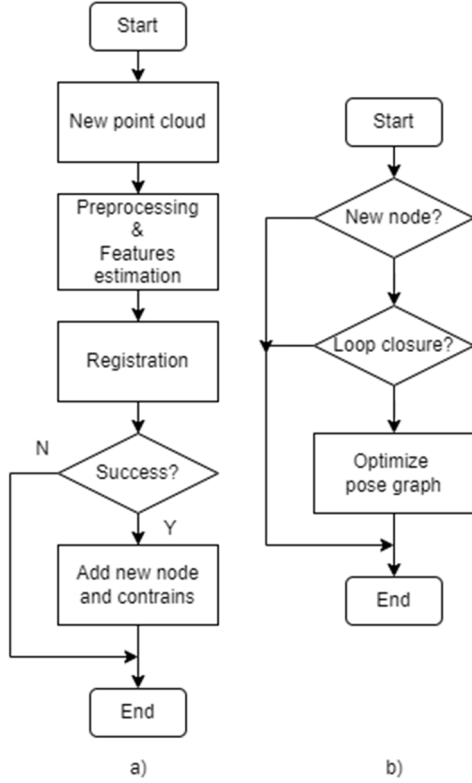 Start
New point cloud
Preprocessing
&
Features
estimation
Registration
N
Success?
Y
Add new node
and contrains
End
a)
Start
New node?
Loop closure?
Optimize
pose graph
End
b)